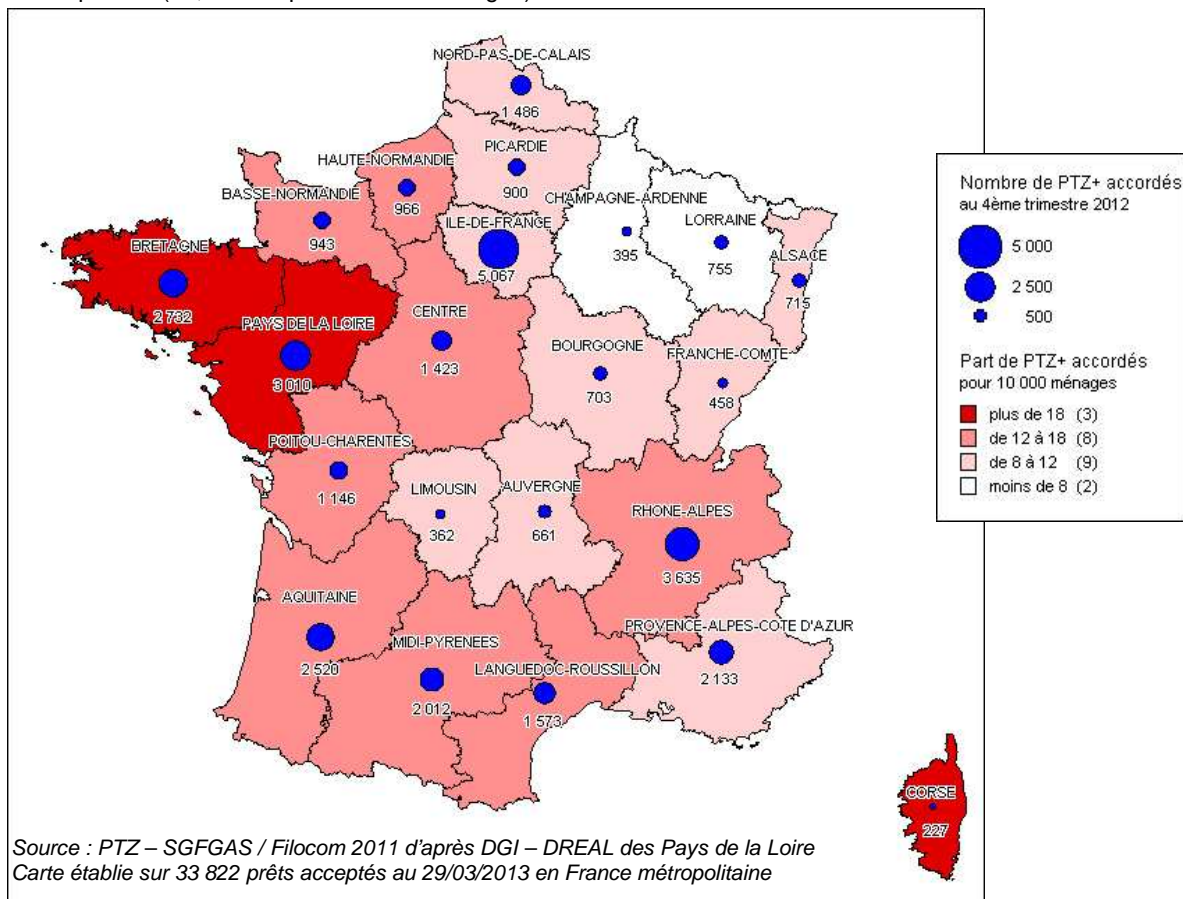 NORD-PAS-DE-CALAIS
1 486
HAUTE-NORMANDIE
966
PICARDIE
900
BASSE-NORMANDIE
943
CHAMPAGNE-ARDENNE
395
ILE-DE-FRANCE
5 067
LORRAINE
755
ALSACE
715
BRETAGNE
2 732
PAYS DE LA LOIRE
3 010
CENTRE
1 423
BOURGOGNE
703
FRANCHE-COMTE
458
POITOU-CHARENTES
1 146
LIMOUSIN
362
AUVERGNE
661
RHONE-ALPES
3 635
AQUITAINE
2 520
MIDI-PYRENEES
2 012
LANGUEDOC-ROUSSILLON
1 573
PROVENCE-ALPES-COTE D'AZUR
2 133
CORSE
227
Nombre de PTZ+ accordés
au 4ème trimestre 2012
5 000
2 500
500
Part de PTZ+ accordés
pour 10 000 ménages
plus de 18 (3)
de 12 à 18 (8)
de 8 à 12 (9)
moins de 8 (2)
Source : PTZ – SGFGAS / Filocom 2011 d'après DGI – DREAL des Pays de la Loire
Carte établie sur 33 822 prêts acceptés au 29/03/2013 en France métropolitaine